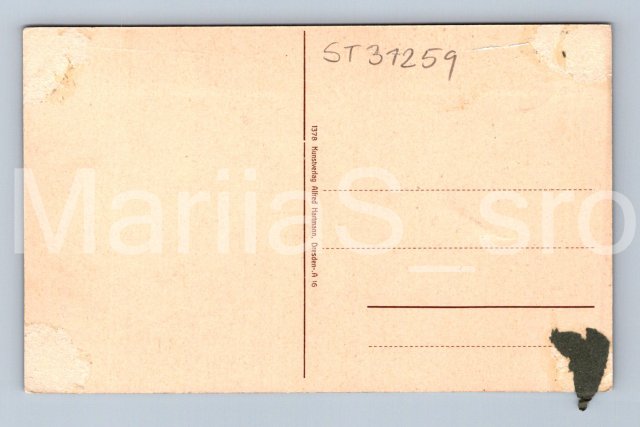 ST31259
1378 Kunstverlag Alfred Hartmann, Dresden-A 16
MariiaS_sro